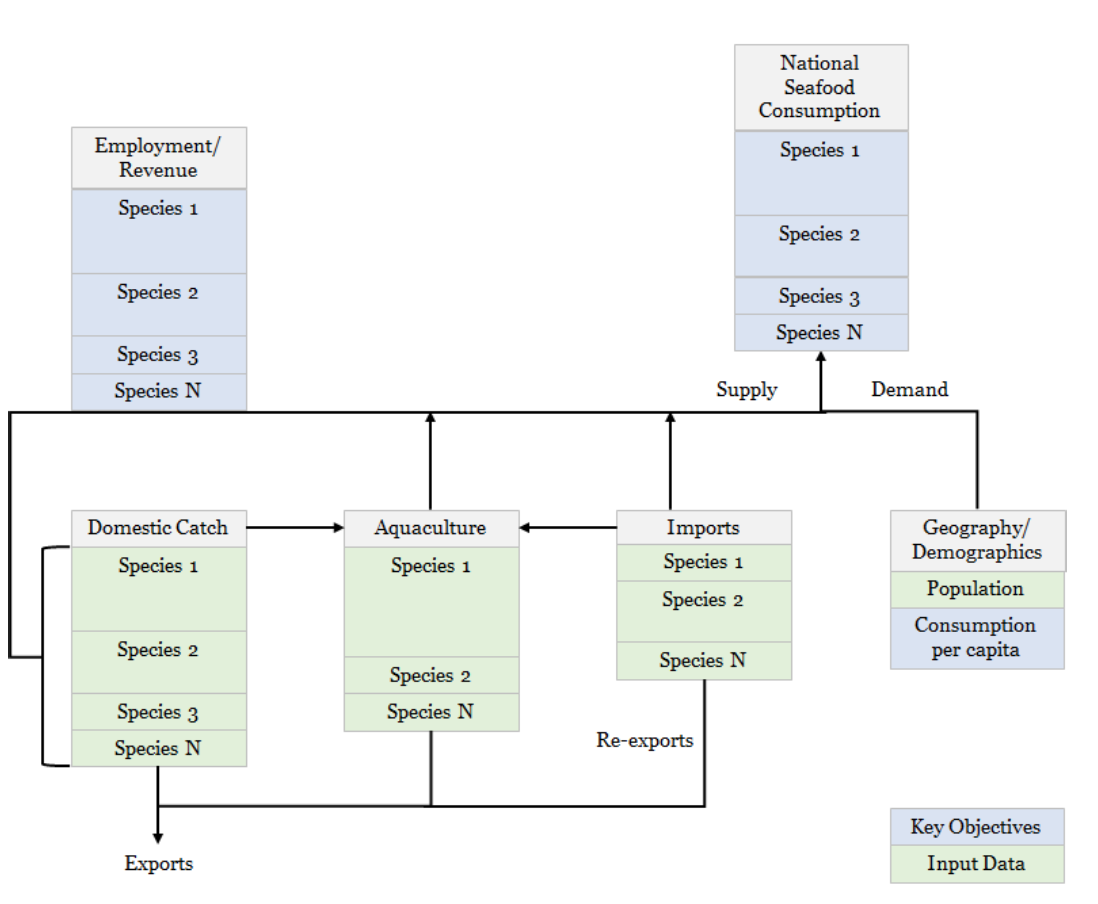 National
Seafood
Consumption
Species 1
Species 2
Species 3
Species N
Employment/
Revenue
Species 1
Species 2
Species 3
Species N
Supply
Demand
Domestic Catch
Species 1
Species 2
Species 3
Species N
Aquaculture
Species 1
Species 2
Species N
Imports
Species 1
Species 2
Species N
Geography/
Demographics
Population
Consumption
per capita
Re-exports
Exports
Key Objectives
Input Data